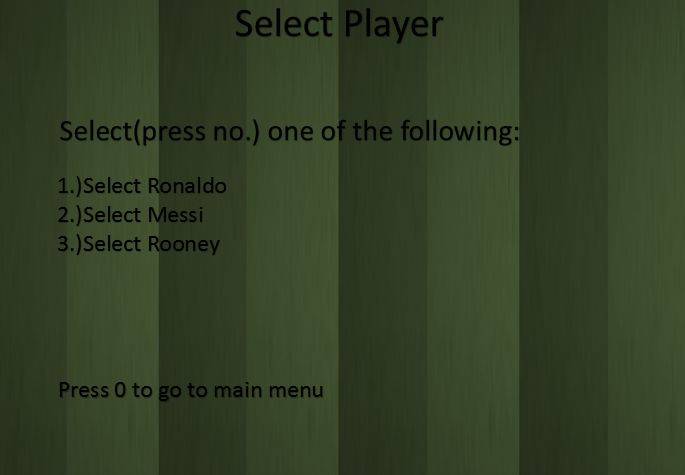 Select Player
Select(press no.) one of the following:
1.)Select Ronaldo
2.)Select Messi
3.)Select Rooney
Press 0 to go to main menu